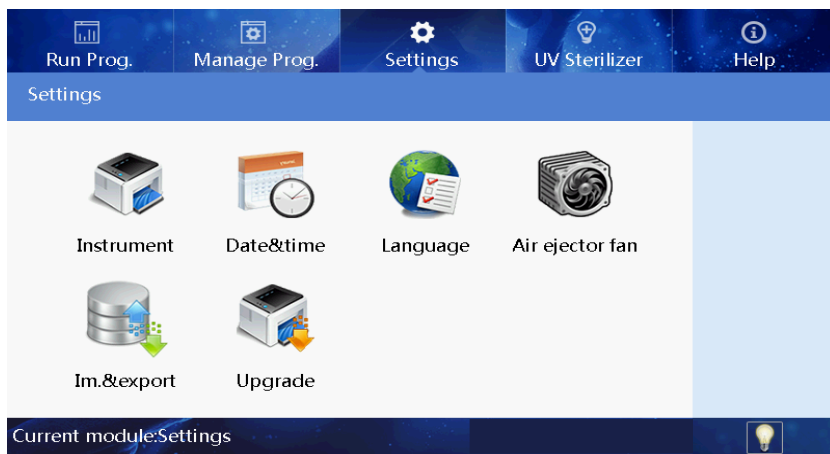 Run Prog. Manage Prog. Settings UV Sterilizer Help
Settings
Instrument Date&time Language Air ejector fan
Im.&export Upgrade
Current module:Settings